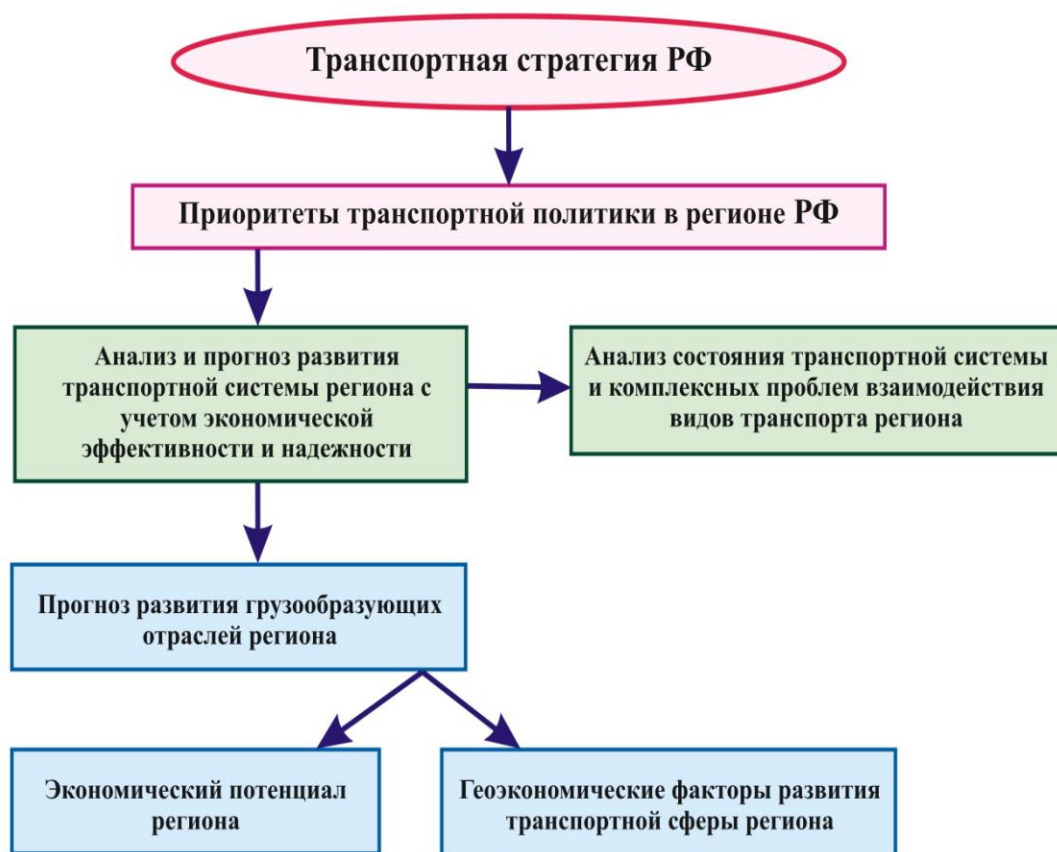 Транспортная стратегия РФ
Приоритеты транспортной политики в регионе РФ
Анализ и прогноз развития
транспортной системы региона с
учетом экономической
эффективности и надежности
Анализ состояния транспортной системы
и комплексных проблем взаимодействия
видов транспорта региона
Прогноз развития грузообразующих
отраслей региона
Экономический потенциал
региона
Геоэкономические факторы развития
транспортной сферы региона